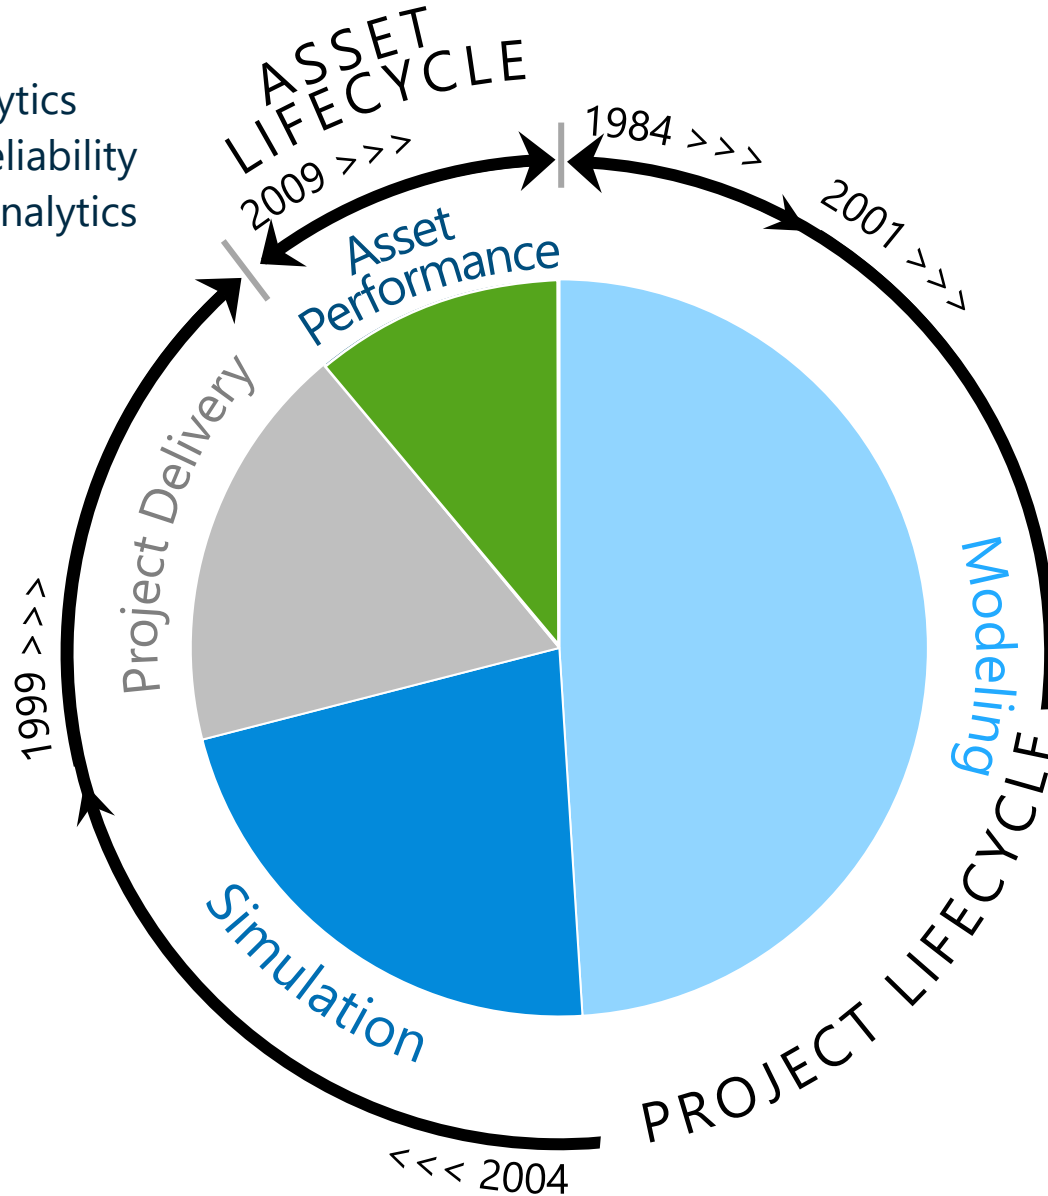 ASSET
LIFECYCLE
1984 >>>
ytics
eliability
2009 >>>
nalytics
2001 >>>
Asset
Performance
Project Delivery
Modeling
1999 >>>
PROJECT LIFECYCLE
Simulation
<<< 2004